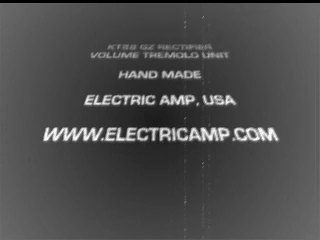 KT88 GZ RECTIFIER
VOLUME TREMOLO UNIT
HAND MADE
ELECTRIC AMP, USA
WWW.ELECTRICAMP.COM